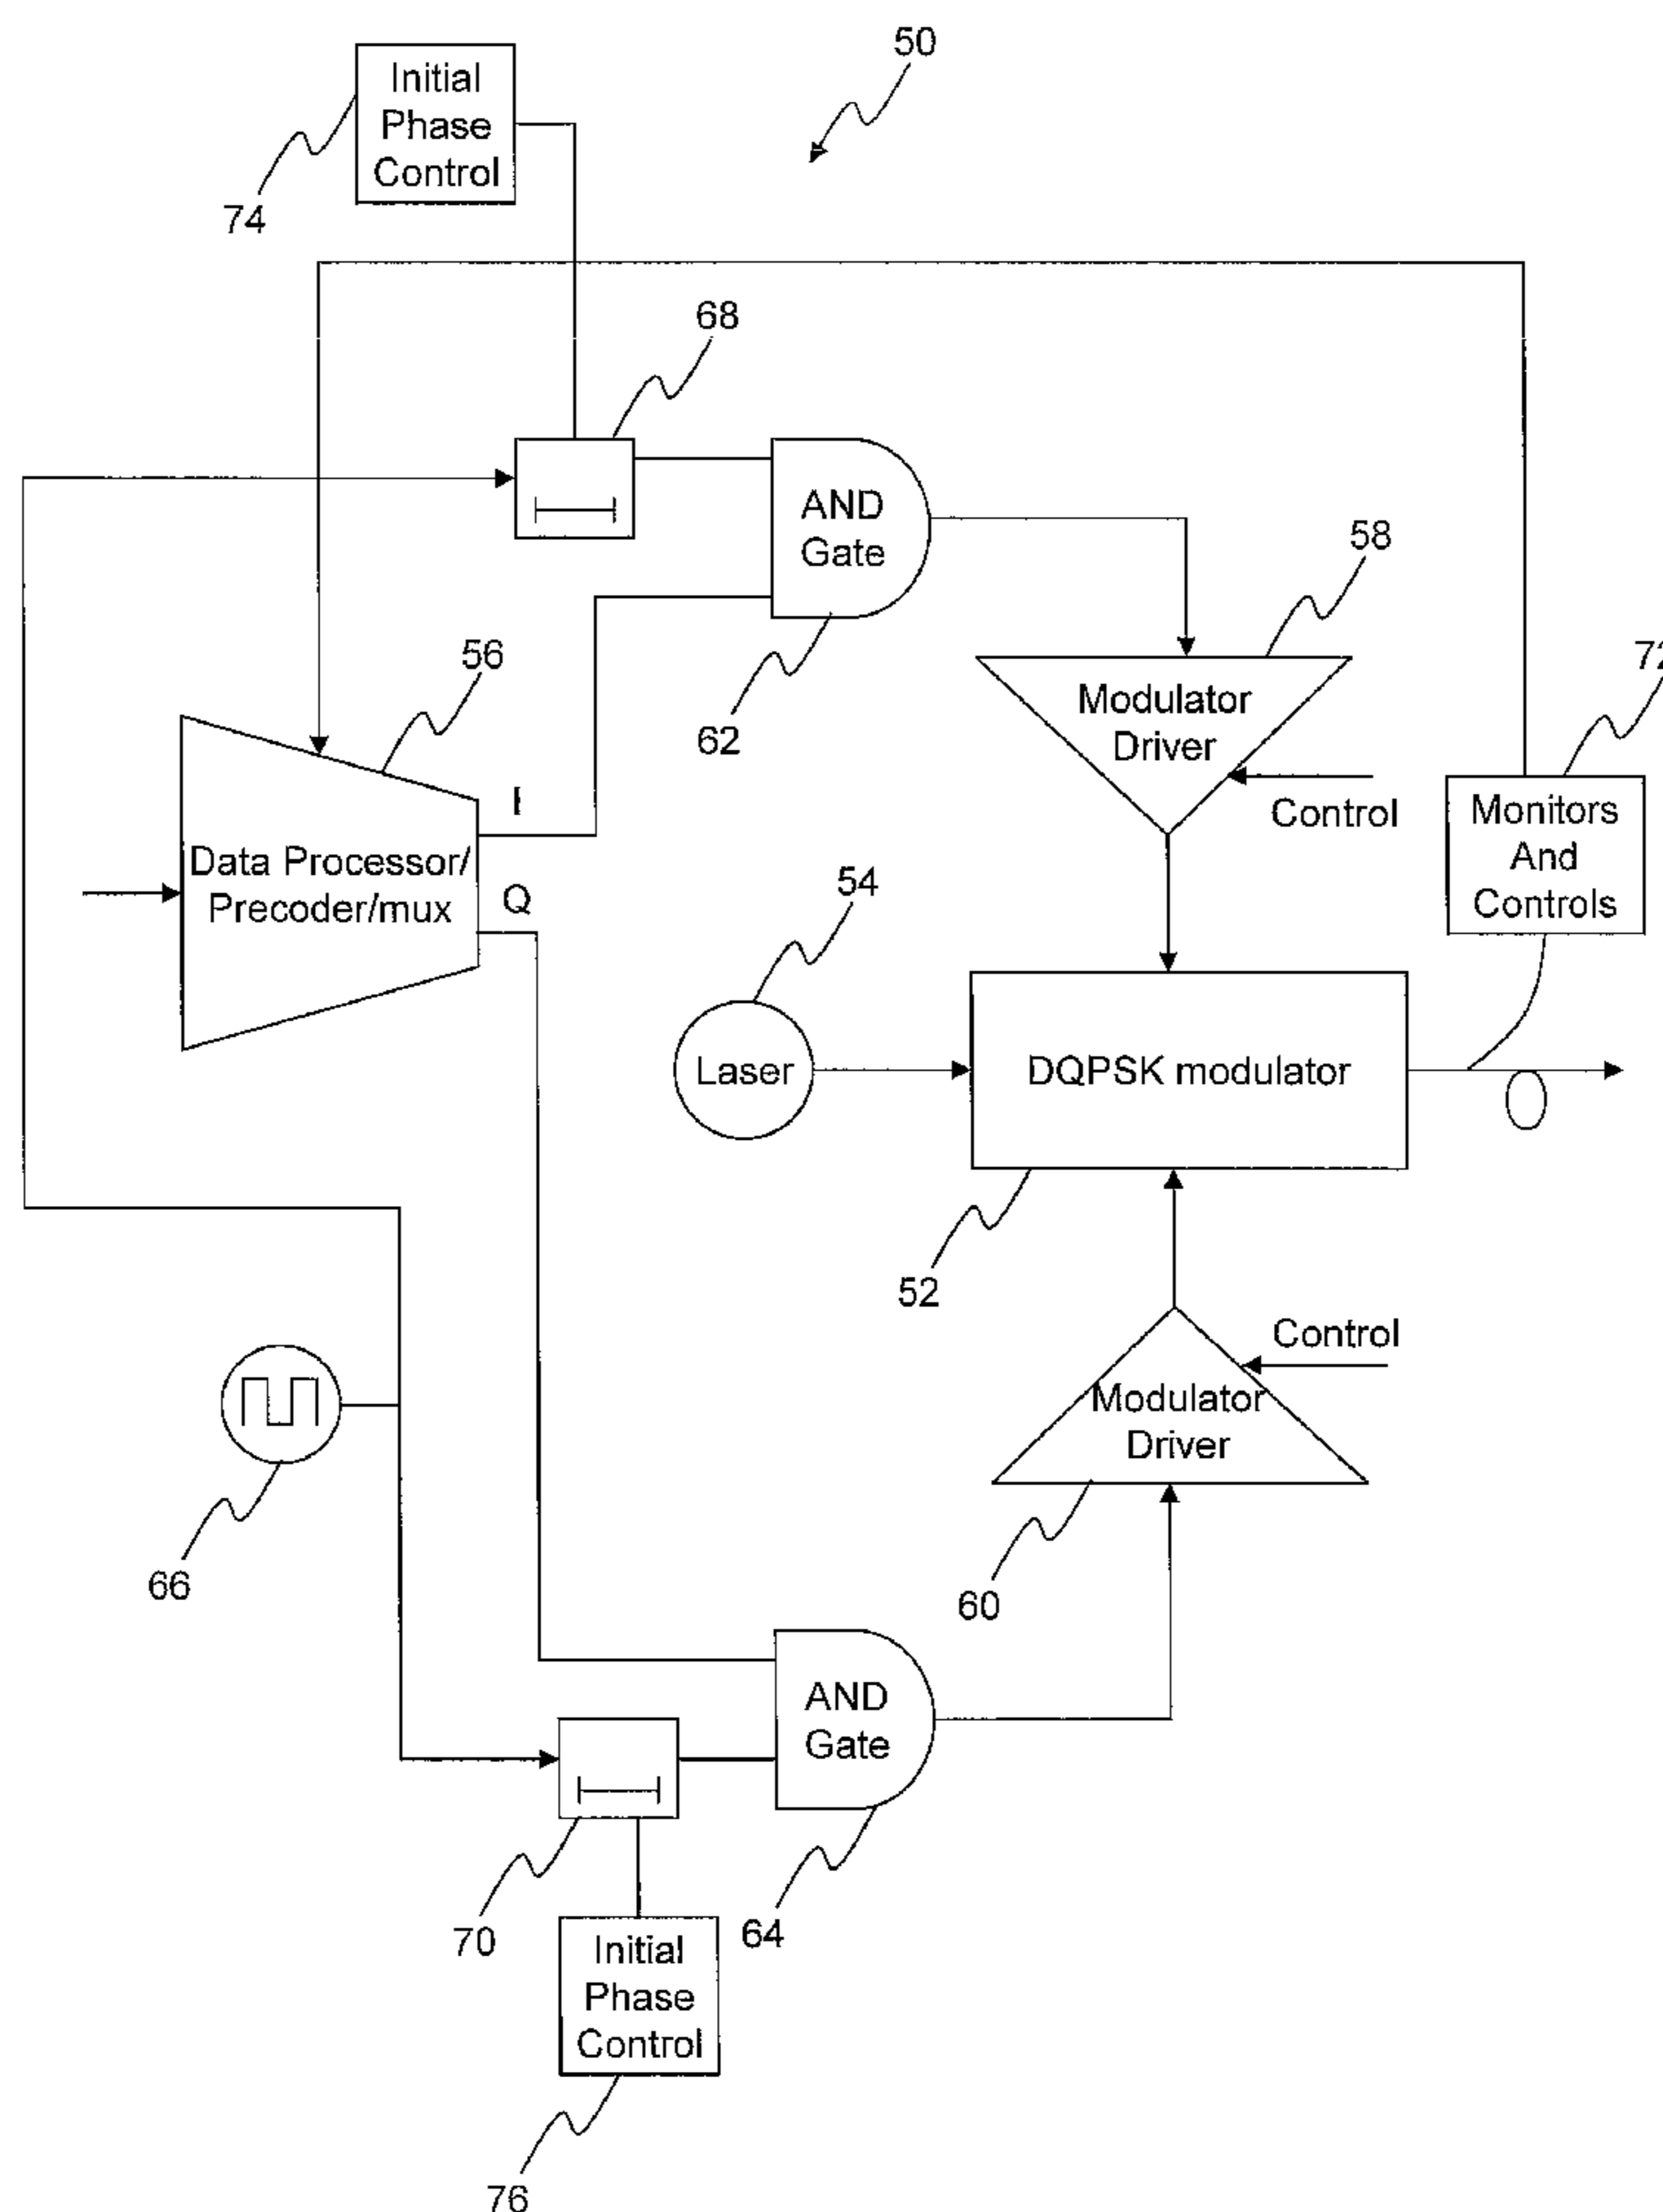 50
Initial
Phase
Control
74
68
AND
Gate
58
56
72
62
Modulator
Driver
I
Control
Monitors
And
Controls
Data Processor/
Precoder/mux
Q
54
Laser
DQPSK modulator
52
Control
Modulator
Driver
66
60
AND
Gate
70
64
Initial
Phase
Control
76